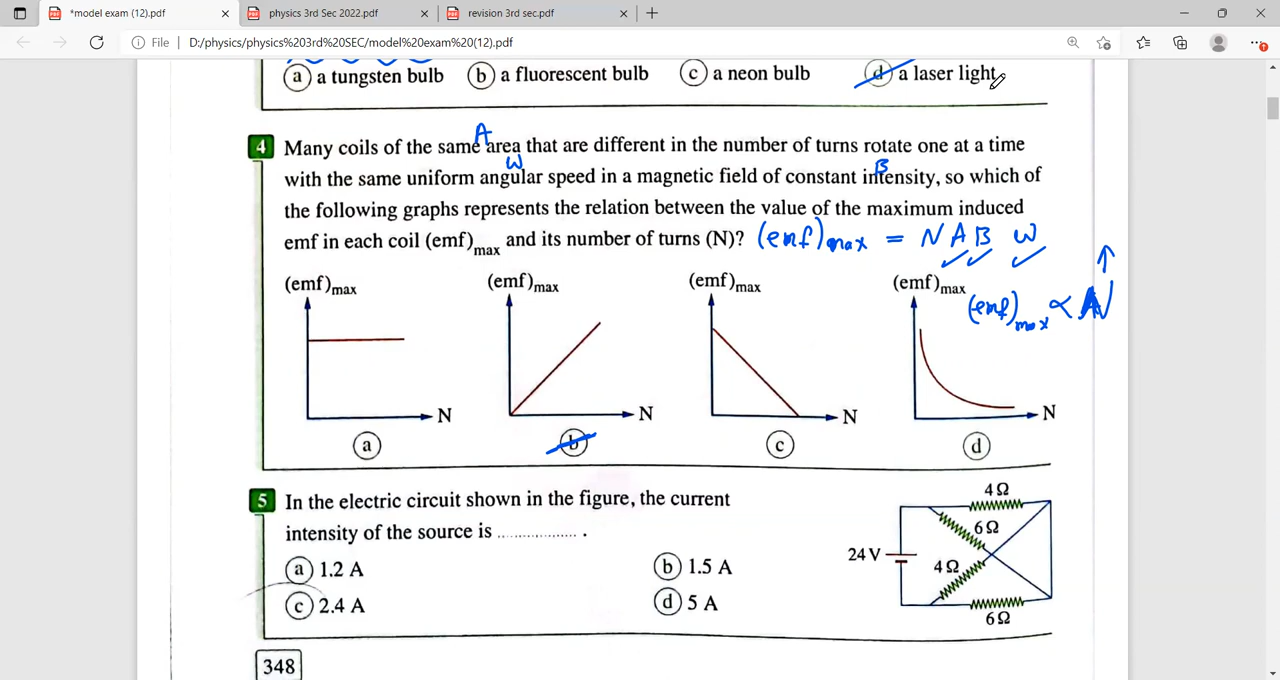 *model exam (12).pdf
physics 3rd Sec 2022.pdf
revision 3rd sec.pdf
File
D:/physics/physics%203rd%20SEC/model%20exam%20(12).pdf
a a tungsten bulb b a fluorescent bulb c a neon bulb d a laser light
4 Many coils of the same area that are different in the number of turns rotate one at a time
A
with the same uniform angular speed in a magnetic field of constant intensity, so which of
W B
the following graphs represents the relation between the value of the maximum induced
emf in each coil (emf)max and its number of turns (N)? (emf)max = N A B W
(emf)max (emf)max (emf)max (emf)max
(emf)max ∝ N
N N N N
a b c d
5 In the electric circuit shown in the figure, the current
intensity of the source is ................ .
a 1.2 A b 1.5 A
c 2.4 A d 5 A
4 Ω
6 Ω
24 V
4 Ω
6 Ω
348